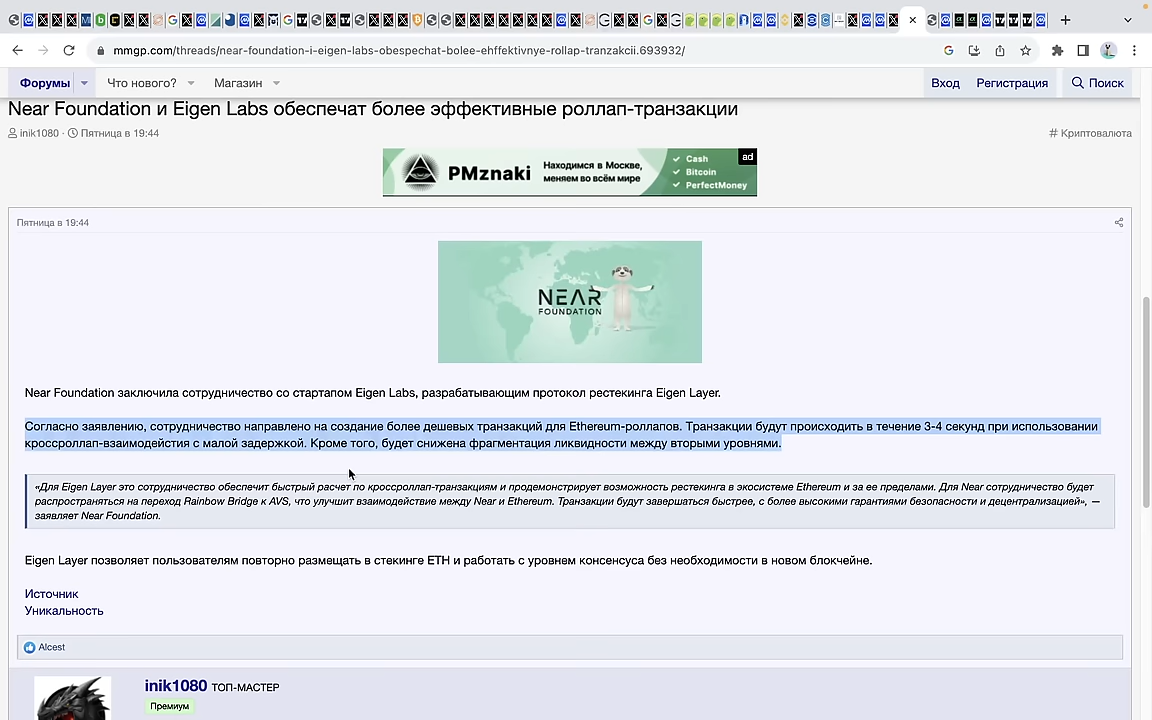 mmgp.com/threads/near-foundation-i-eigen-labs-obespechat-bolee-ehffektivnye-rollap-tranzakcii.693932/
Форумы Что нового? Магазин Вход Регистрация Поиск
Near Foundation и Eigen Labs обеспечат более эффективные роллап-транзакции
inik1080 · Пятница в 19:44 # Криптовалюта
PMznaki
Находимся в Москве,
меняем во всём мире
Cash
Bitcoin
PerfectMoney
ad
Пятница в 19:44
NEAR
FOUNDATION
Near Foundation заключила сотрудничество со стартапом Eigen Labs, разрабатывающим протокол рестекинга Eigen Layer.
Согласно заявлению, сотрудничество направлено на создание более дешевых транзакций для Ethereum-роллапов. Транзакции будут происходить в течение 3-4 секунд при использовании
кроссроллап-взаимодейстия с малой задержкой. Кроме того, будет снижена фрагментация ликвидности между вторыми уровнями.
«Для Eigen Layer это сотрудничество обеспечит быстрый расчет по кроссроллап-транзакциям и продемонстрирует возможность рестекинга в экосистеме Ethereum и за ее пределами. Для Near сотрудничество будет
распространяться на переход Rainbow Bridge к AVS, что улучшит взаимодействие между Near и Ethereum. Транзакции будут завершаться быстрее, с более высокими гарантиями безопасности и децентрализацией», —
заявляет Near Foundation.
Eigen Layer позволяет пользователям повторно размещать в стекинге ETH и работать с уровнем консенсуса без необходимости в новом блокчейне.
Источник
Уникальность
Alcest
inik1080 ТОП-МАСТЕР
Премиум